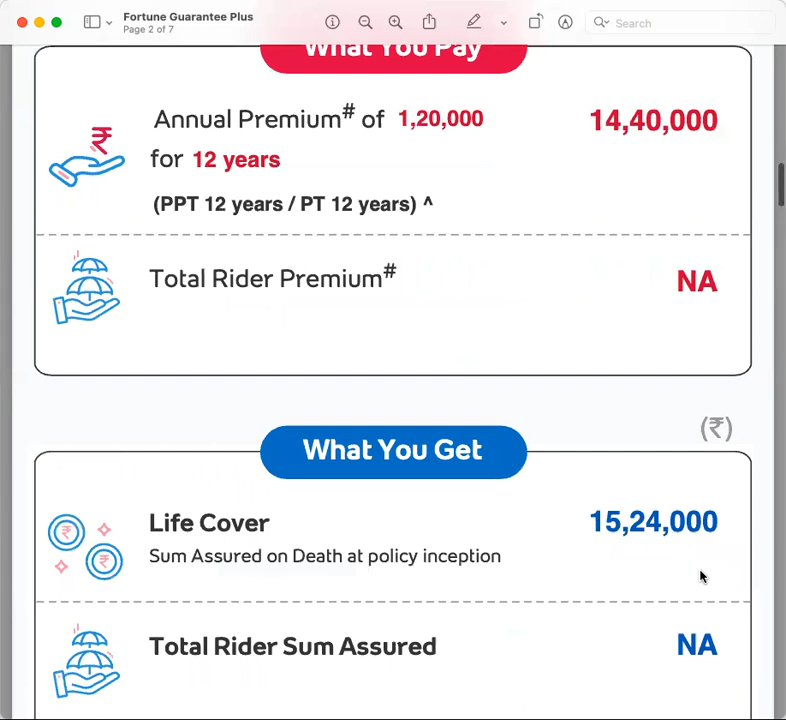 Fortune Guarantee Plus
Page 2 of 7
Search
What You Pay
Annual Premium# of 1,20,000 14,40,000
for 12 years
(PPT 12 years / PT 12 years) ^
Total Rider Premium# NA
(₹)
What You Get
Life Cover 15,24,000
Sum Assured on Death at policy inception
Total Rider Sum Assured NA